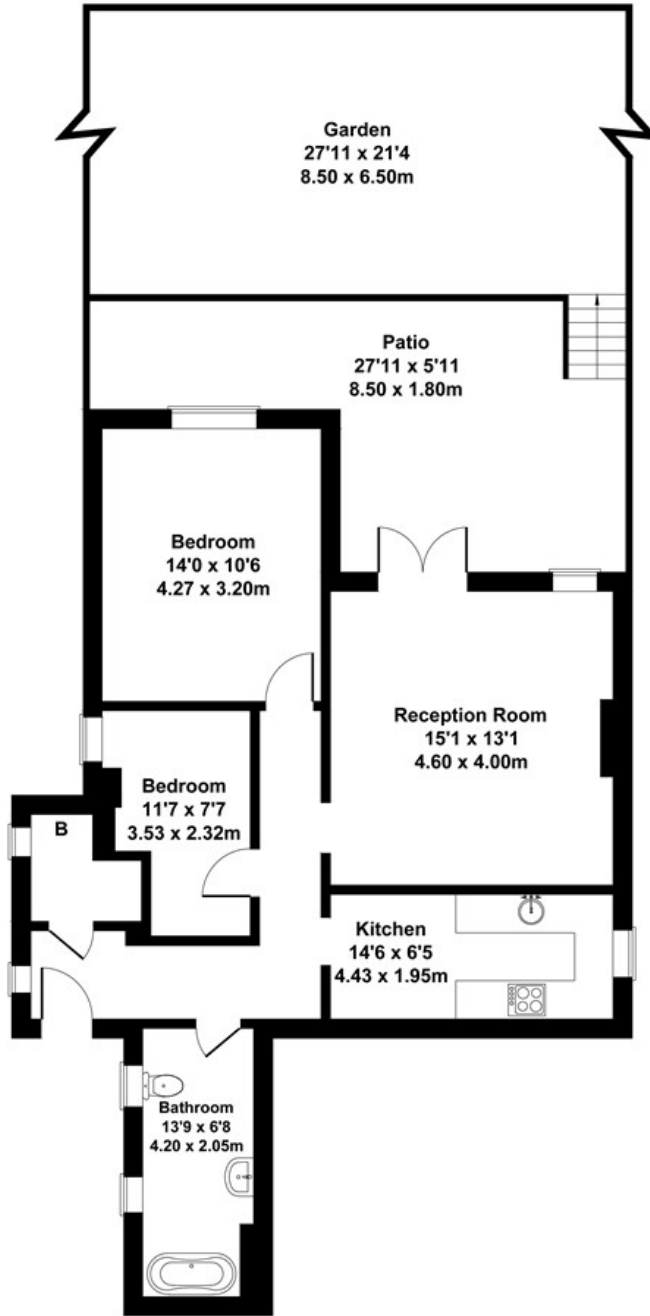 Garden
27'11 x 21'4
8.50 x 6.50m
Patio
27'11 x 5'11
8.50 x 1.80m
Bedroom
14'0 x 10'6
4.27 x 3.20m
Reception Room
15'1 x 13'1
4.60 x 4.00m
Bedroom
11'7 x 7'7
3.53 x 2.32m
B
Kitchen
14'6 x 6'5
4.43 x 1.95m
Bathroom
13'9 x 6'8
4.20 x 2.05m